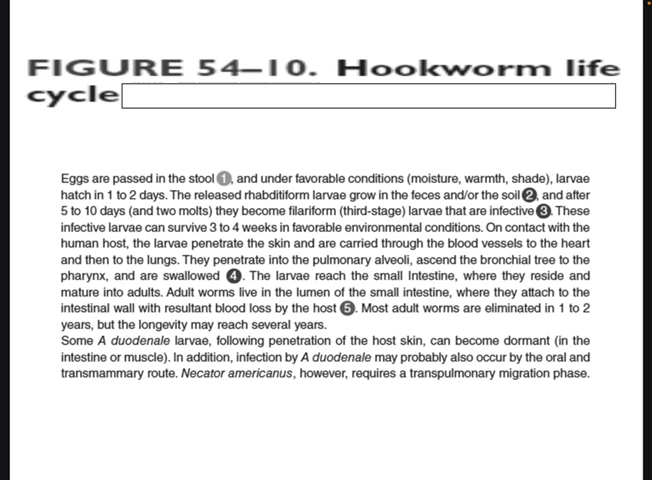 FIGURE 54–10. Hookworm life
cycle
Eggs are passed in the stool 1, and under favorable conditions (moisture, warmth, shade), larvae
hatch in 1 to 2 days. The released rhabditiform larvae grow in the feces and/or the soil 2, and after
5 to 10 days (and two molts) they become filariform (third-stage) larvae that are infective 3. These
infective larvae can survive 3 to 4 weeks in favorable environmental conditions. On contact with the
human host, the larvae penetrate the skin and are carried through the blood vessels to the heart
and then to the lungs. They penetrate into the pulmonary alveoli, ascend the bronchial tree to the
pharynx, and are swallowed 4. The larvae reach the small Intestine, where they reside and
mature into adults. Adult worms live in the lumen of the small intestine, where they attach to the
intestinal wall with resultant blood loss by the host 5. Most adult worms are eliminated in 1 to 2
years, but the longevity may reach several years.
Some A duodenale larvae, following penetration of the host skin, can become dormant (in the
intestine or muscle). In addition, infection by A duodenale may probably also occur by the oral and
transmammary route. Necator americanus, however, requires a transpulmonary migration phase.